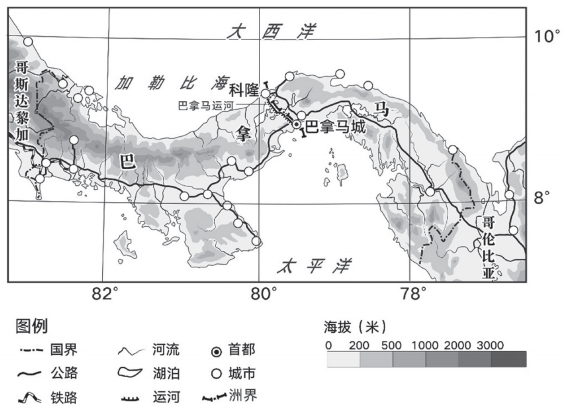 大西洋
10°
哥斯达黎加
加勒比海
科隆
巴拿马运河
巴拿马城
巴拿马
8°
哥伦比亚
太平洋
82°
80°
78°
图例
国界
河流
首都
公路
湖泊
城市
铁路
运河
洲界
海拔（米）
0 200 500 1000 2000 3000